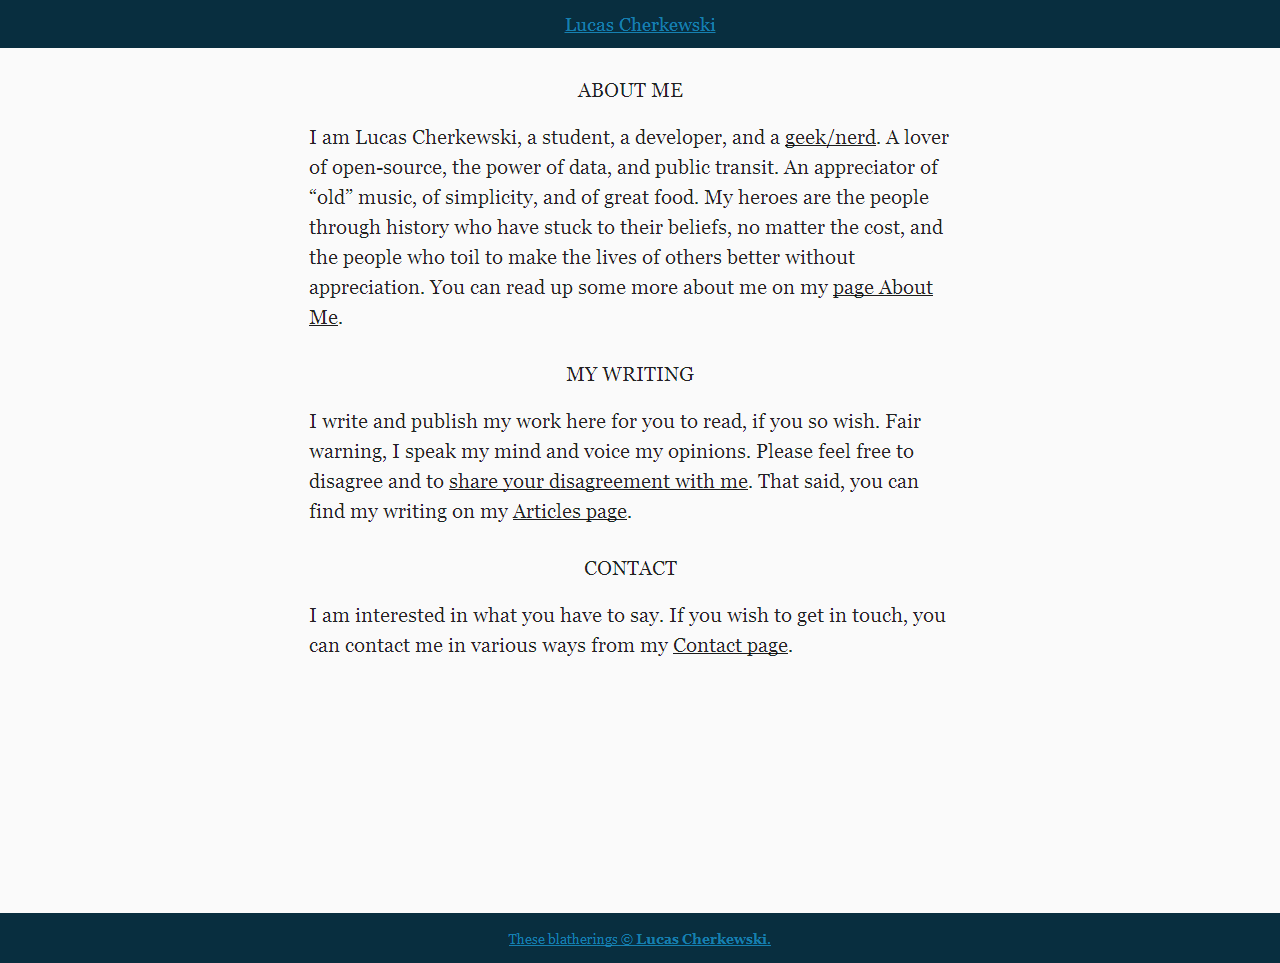 Lucas Cherkewski
ABOUT ME
I am Lucas Cherkewski, a student, a developer, and a geek/nerd. A lover
of open-source, the power of data, and public transit. An appreciator of
“old” music, of simplicity, and of great food. My heroes are the people
through history who have stuck to their beliefs, no matter the cost, and
the people who toil to make the lives of others better without
appreciation. You can read up some more about me on my page About
Me.
MY WRITING
I write and publish my work here for you to read, if you so wish. Fair
warning, I speak my mind and voice my opinions. Please feel free to
disagree and to share your disagreement with me. That said, you can
find my writing on my Articles page.
CONTACT
I am interested in what you have to say. If you wish to get in touch, you
can contact me in various ways from my Contact page.
These blatherings © Lucas Cherkewski.